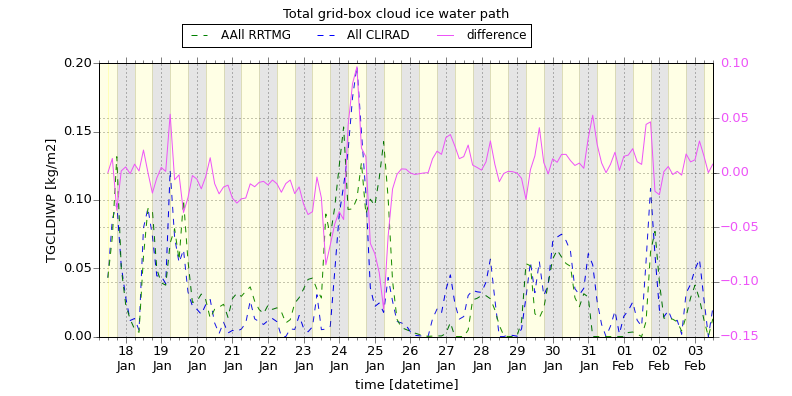 Total grid-box cloud ice water path
AAll RRTMG All CLIRAD difference
0.20
0.15
0.10
0.05
0.00
TGCLDIWP [kg/m2]
0.10
0.05
0.00
−0.05
−0.10
−0.15
18 19 20 21 22 23 24 25 26 27 28 29 30 31 01 02 03
Jan Jan Jan Jan Jan Jan Jan Jan Jan Jan Jan Jan Jan Jan Feb Feb Feb
time [datetime]